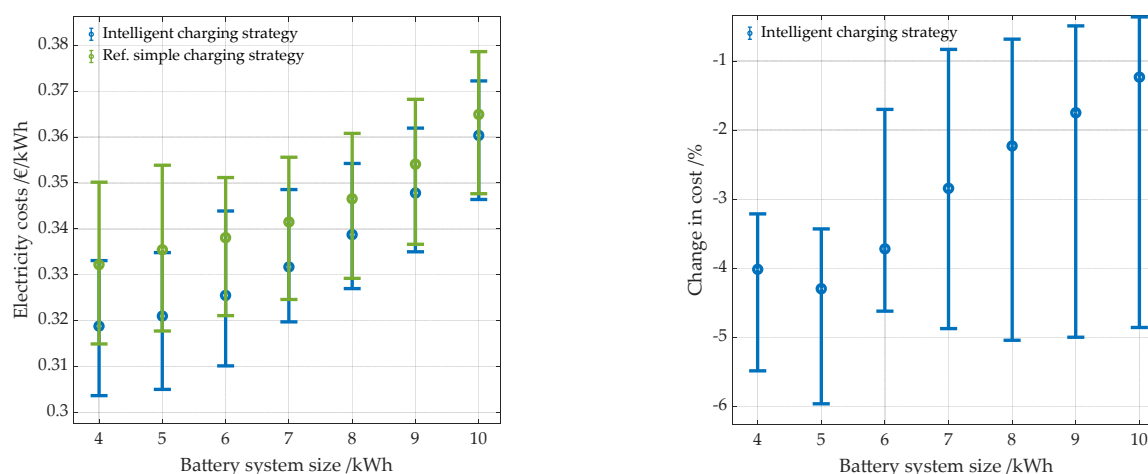 Intelligent charging strategy
Ref. simple charging strategy
0.38
0.37
0.36
0.35
0.34
0.33
0.32
0.31
0.3
Electricity costs /€/kWh
4 5 6 7 8 9 10
Battery system size /kWh
Intelligent charging strategy
-1
-2
-3
-4
-5
-6
Change in cost /%
4 5 6 7 8 9 10
Battery system size /kWh